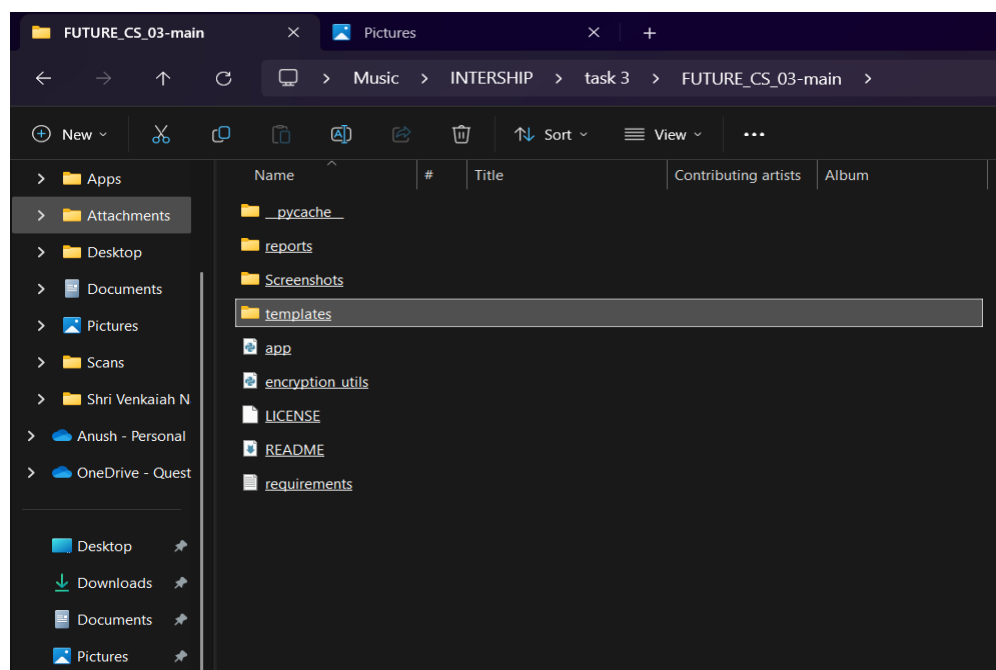 FUTURE_CS_03-main Pictures
Music > INTERSHIP > task 3 > FUTURE_CS_03-main >
New Sort View
Name # Title Contributing artists Album
Apps
Attachments
Desktop
Documents
Pictures
Scans
Shri Venkaiah N
Anush - Personal
OneDrive - Quest
Desktop
Downloads
Documents
Pictures
__pycache__
reports
Screenshots
templates
app
encryption_utils
LICENSE
README
requirements